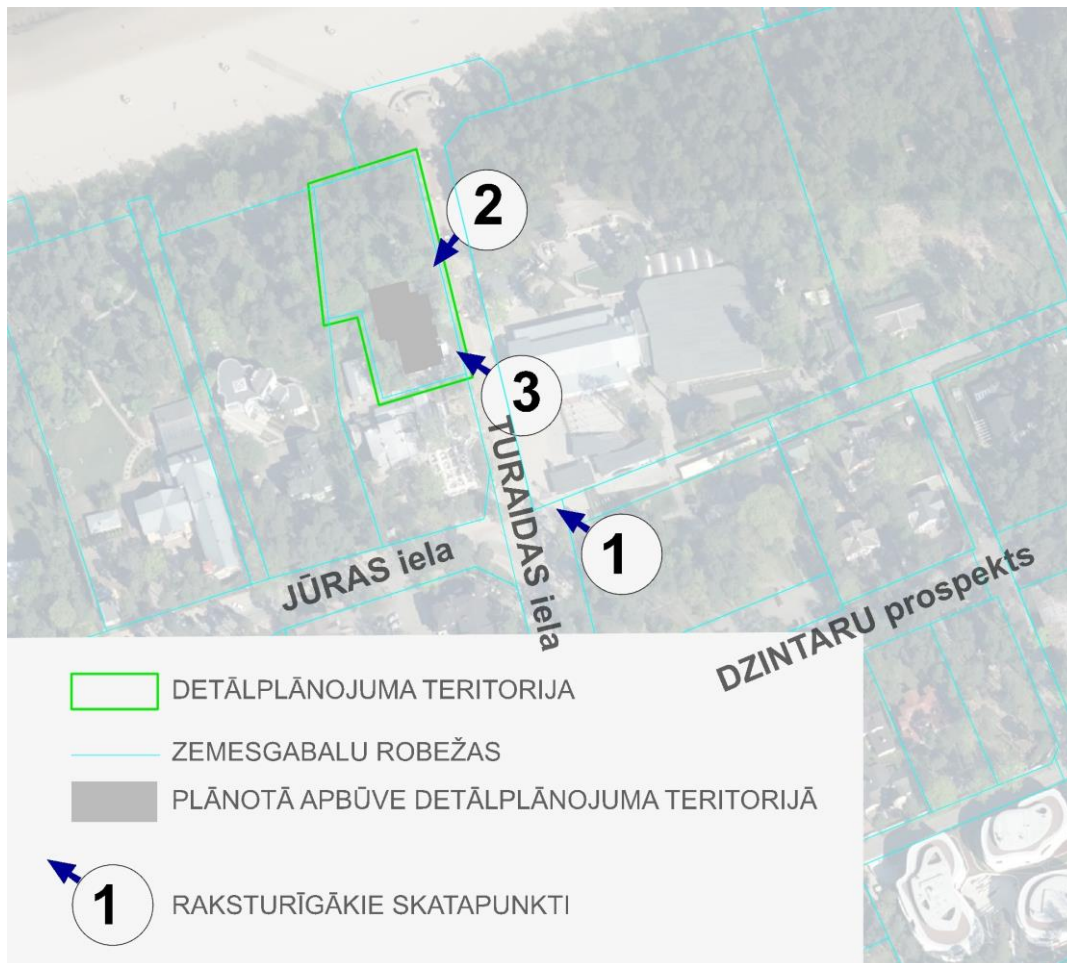 2
3
TURAIDAS iela
1
JŪRAS iela
DZINTARU prospekts
DETĀLPLĀNOJUMA TERITORIJA
ZEMESGABALU ROBEŽAS
PLĀNOTĀ APBŪVE DETĀLPLĀNOJUMA TERITORIJĀ
1
RAKSTURĪGĀKIE SKATAPUNKTI